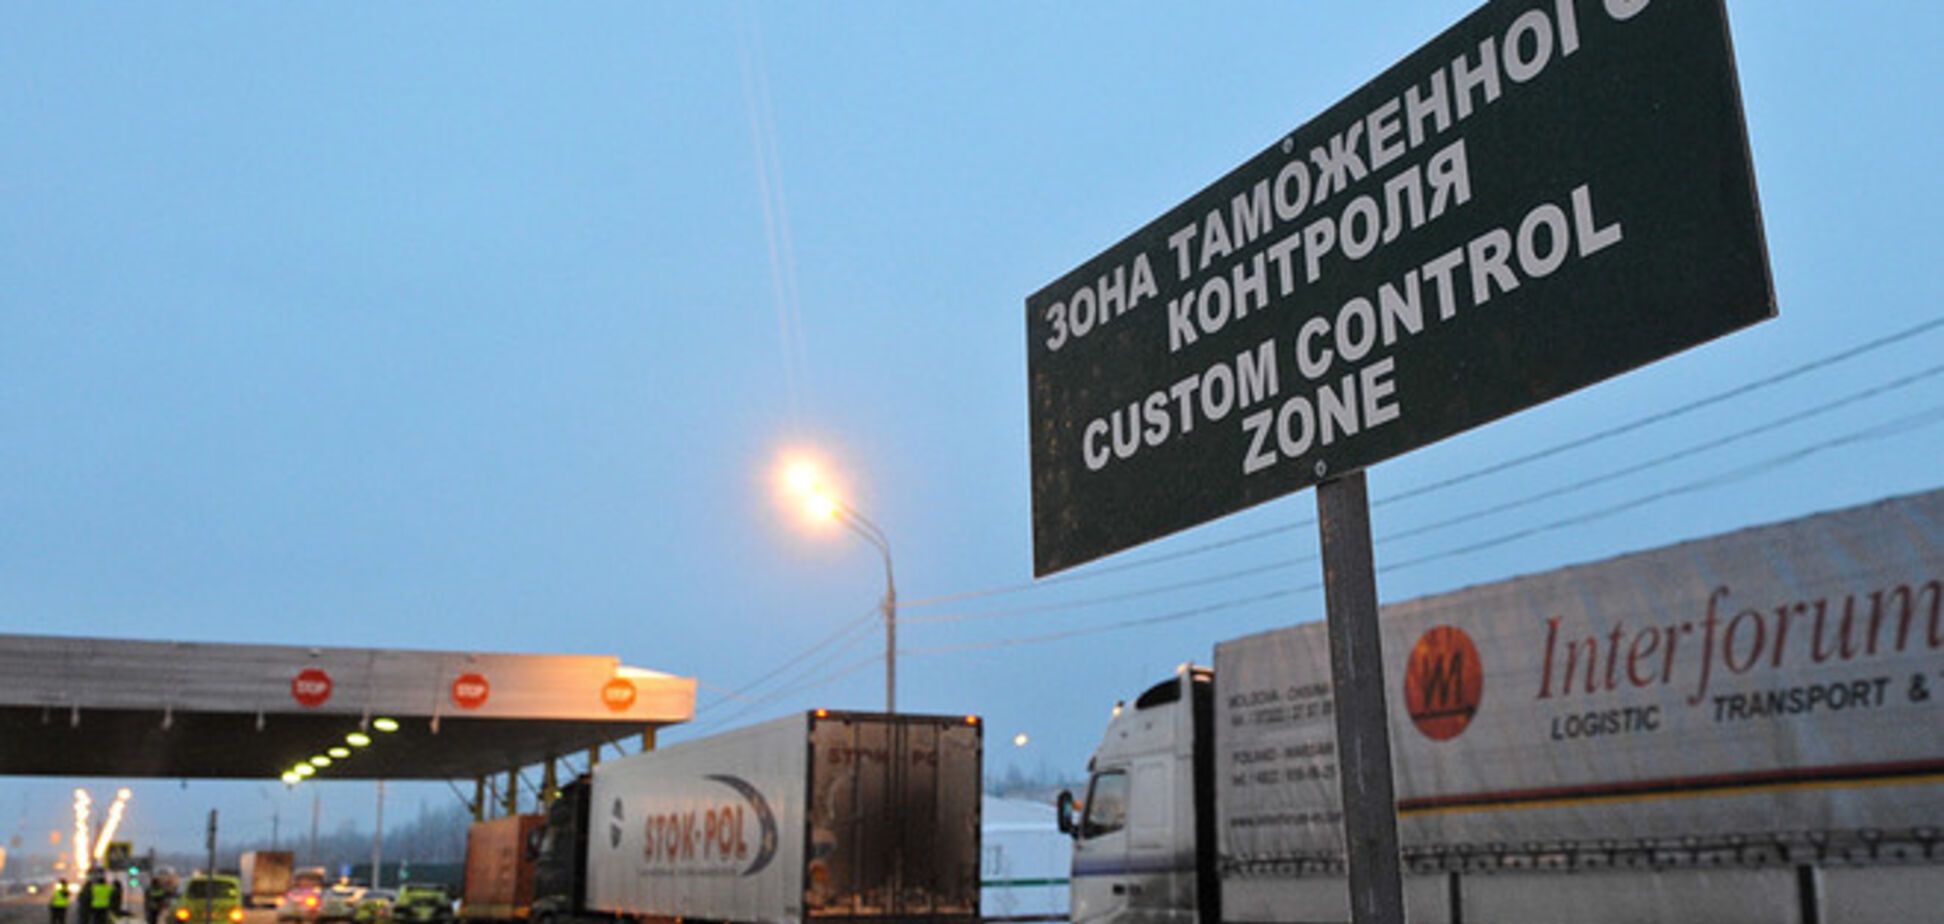 ЗОНА ТАМОЖЕННОГО
КОНТРОЛЯ
CUSTOM CONTROL
ZONE
STOP
STOP
STOP
STOK-POL
Interforum
LOGISTIC TRANSPORT &